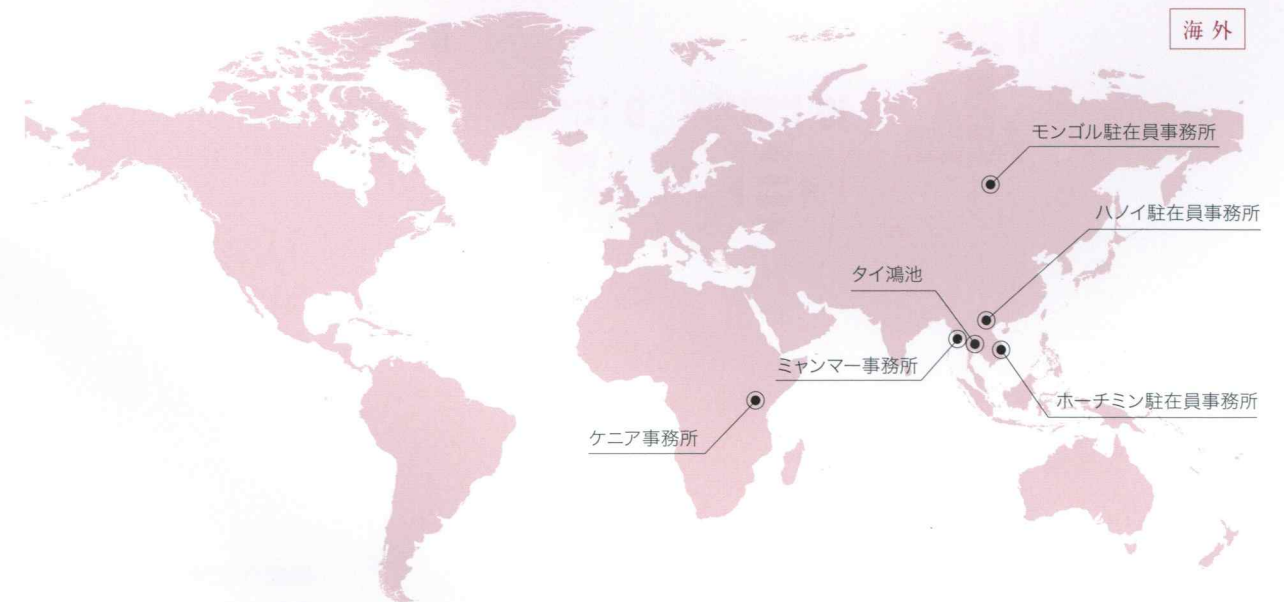 海外
モンゴル駐在員事務所
ハノイ駐在員事務所
タイ鴻池
ミャンマー事務所
ホーチミン駐在員事務所
ケニア事務所